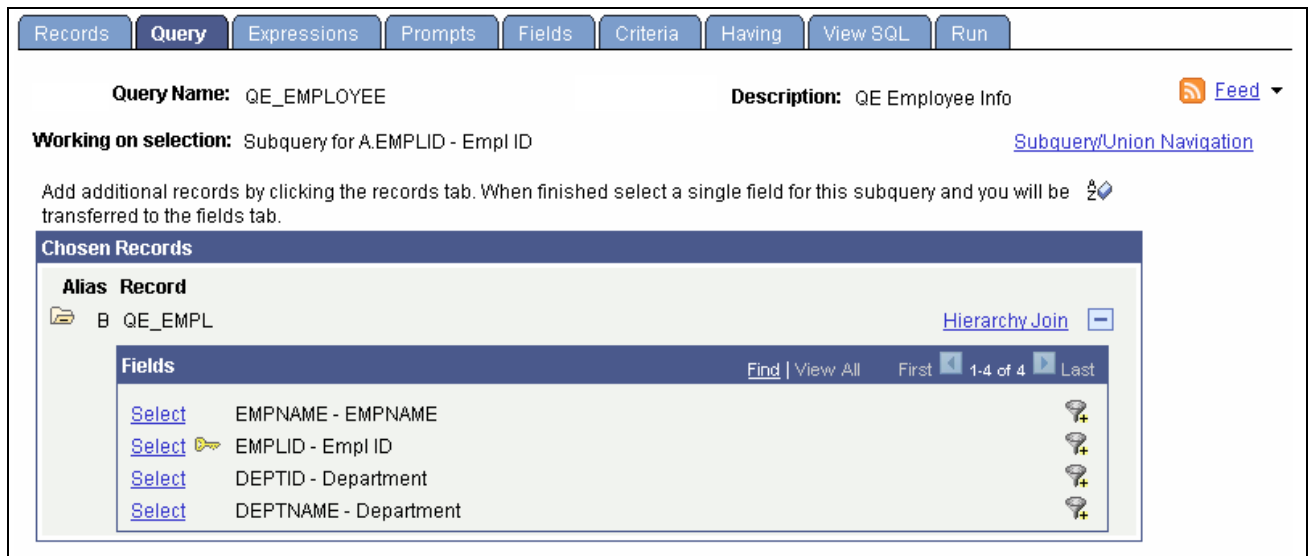 Records Query Expressions Prompts Fields Criteria Having View SQL Run
Query Name: QE_EMPLOYEE Description: QE Employee Info Feed
Working on selection: Subquery for A.EMPLID - Empl ID Subquery/Union Navigation
Add additional records by clicking the records tab. When finished select a single field for this subquery and you will be
transferred to the fields tab.
Chosen Records
Alias Record
B QE_EMPL Hierarchy Join
Fields Find | View All First 1-4 of 4 Last
Select EMPNAME - EMPNAME
Select EMPLID - Empl ID
Select DEPTID - Department
Select DEPTNAME - Department